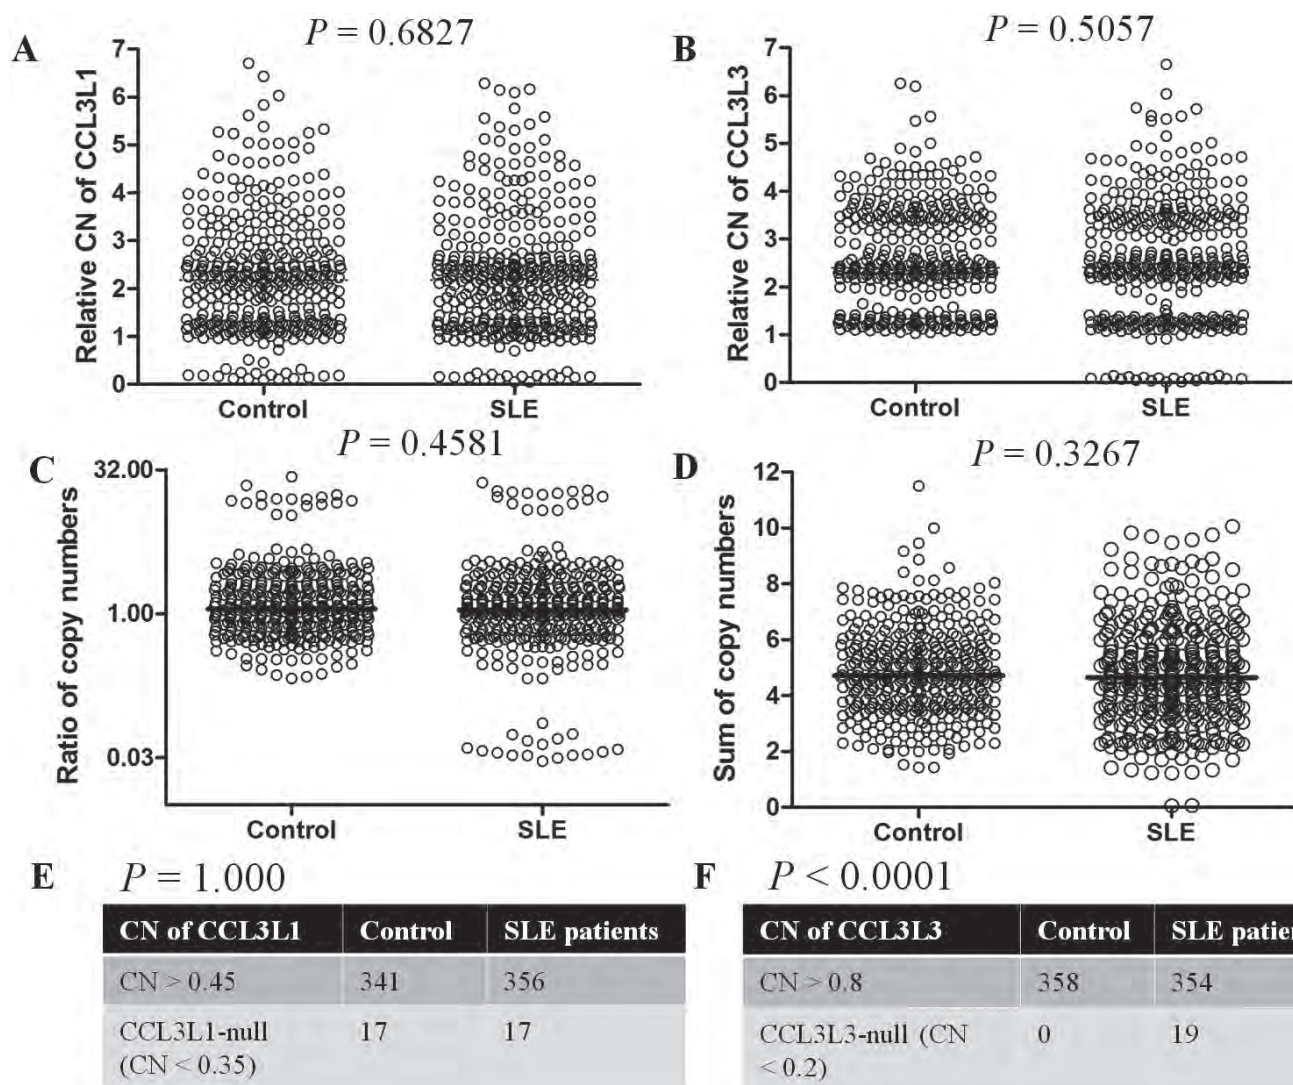 A
P = 0.6827
Relative CN of CCL3L1
7
6
5
4
3
2
1
0
Control
SLE
B
P = 0.5057
Relative CN of CCL3L3
7
6
5
4
3
2
1
0
Control
SLE
C
P = 0.4581
Ratio of copy numbers
32.00
1.00
0.03
Control
SLE
D
P = 0.3267
Sum of copy numbers
12
10
8
6
4
2
0
Control
SLE
E
P = 1.000
CN of CCL3L1 Control SLE patients
CN > 0.45 341 356
CCL3L1-null 17 17
(CN < 0.35)
F
P < 0.0001
CN of CCL3L3 Control SLE patie
CN > 0.8 358 354
CCL3L3-null (CN 0 19
< 0.2)